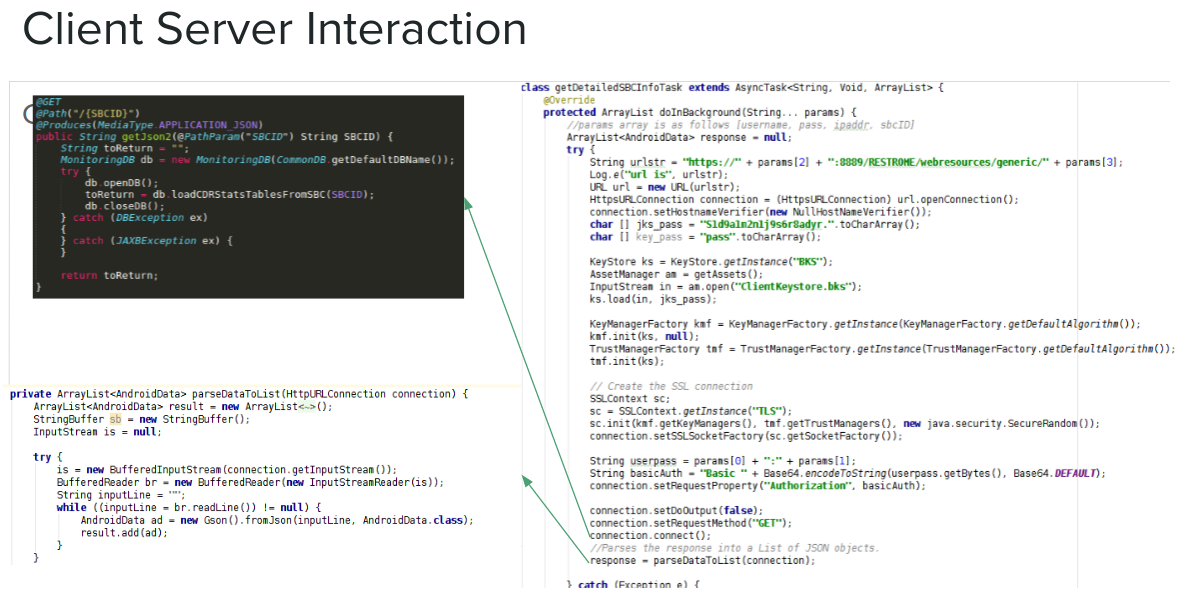 Client Server Interaction
@GET
@Path("/{SBCID}")
@Produces(MediaType.APPLICATION_JSON)
public String getJson2(@PathParam("SBCID") String SBCID) {
String toReturn = "";
MonitoringDB db = new MonitoringDB(CommonDB.getDefaultDBName());
try {
db.openDB();
toReturn = db.loadCDRStatsTablesFromSBC(SBCID);
db.closeDB();
} catch (DBException ex)
{
} catch (JAXBException ex) {
}
return toReturn;
}
private ArrayList<AndroidData> parseDataToList(HttpURLConnection connection) {
ArrayList<AndroidData> result = new ArrayList<~>();
StringBuffer sb = new StringBuffer();
InputStream is = null;
try {
is = new BufferedInputStream(connection.getInputStream());
BufferedReader br = new BufferedReader(new InputStreamReader(is));
String inputLine = "";
while ((inputLine = br.readLine()) != null) {
AndroidData ad = new Gson().fromJson(inputLine, AndroidData.class);
result.add(ad);
}
}
class getDetailedSBCInfoTask extends AsyncTask<String, Void, ArrayList> {
@Override
protected ArrayList doInBackground(String... params) {
//params array is as follows [username, pass, ipaddr, sbcID]
ArrayList<AndroidData> response = null;
try {
String urlstr = "https://" + params[2] + ":8889/RESTROME/webresources/generic/" + params[3];
Log.e("url is", urlstr);
URL url = new URL(urlstr);
HttpsURLConnection connection = (HttpsURLConnection) url.openConnection();
connection.setHostnameVerifier(new NullHostNameVerifier());
char [] jks_pass = "S1d9a1m2n1j9s6r8adyr.".toCharArray();
char [] key_pass = "pass".toCharArray();
KeyStore ks = KeyStore.getInstance("BKS");
AssetManager am = getAssets();
InputStream in = am.open("ClientKeystore.bks");
ks.load(in, jks_pass);
KeyManagerFactory kmf = KeyManagerFactory.getInstance(KeyManagerFactory.getDefaultAlgorithm());
kmf.init(ks, null);
TrustManagerFactory tmf = TrustManagerFactory.getInstance(TrustManagerFactory.getDefaultAlgorithm());
tmf.init(ks);
// Create the SSL connection
SSLContext sc;
sc = SSLContext.getInstance("TLS");
sc.init(kmf.getKeyManagers(), tmf.getTrustManagers(), new java.security.SecureRandom());
connection.setSSLSocketFactory(sc.getSocketFactory());
String userpass = params[0] + ":" + params[1];
String basicAuth = "Basic " + Base64.encodeToString(userpass.getBytes(), Base64.DEFAULT);
connection.setRequestProperty("Authorization", basicAuth);
connection.setDoOutput(false);
connection.setRequestMethod("GET");
connection.connect();
//Parses the response into a List of JSON objects.
response = parseDataToList(connection);
} catch (Exception e) {